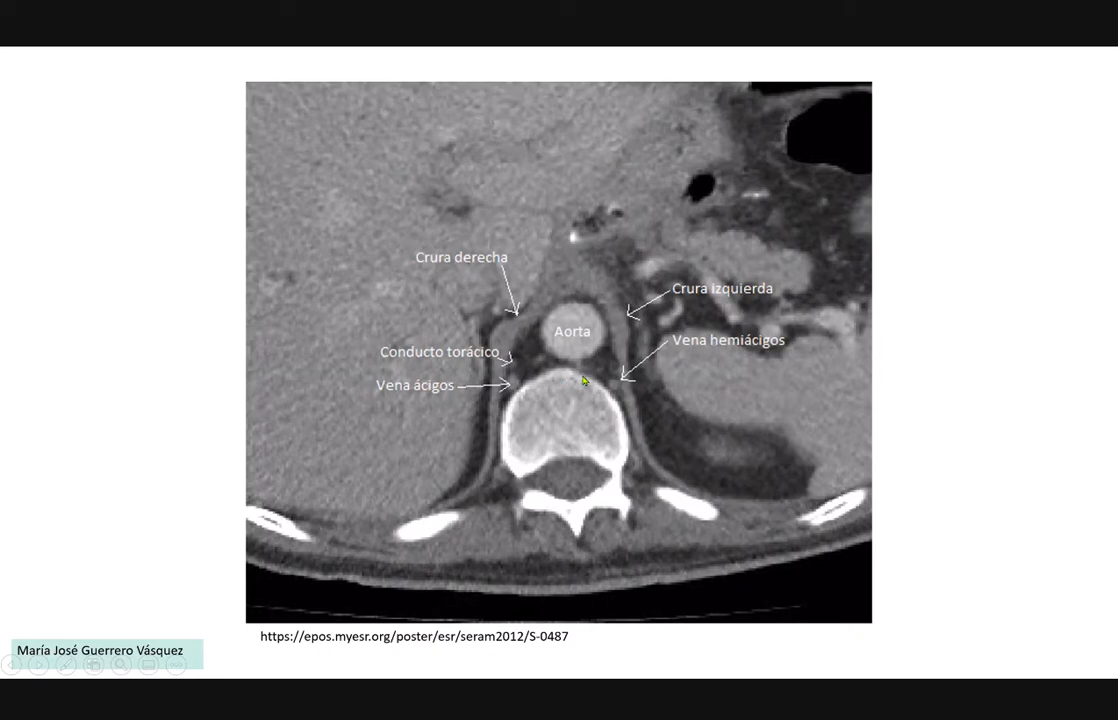 Crura derecha
Crura izquierda
Aorta
Vena hemiácigos
Conducto torácico
Vena ácigos
https://epos.myesr.org/poster/esr/seram2012/S-0487
María José Guerrero Vásquez